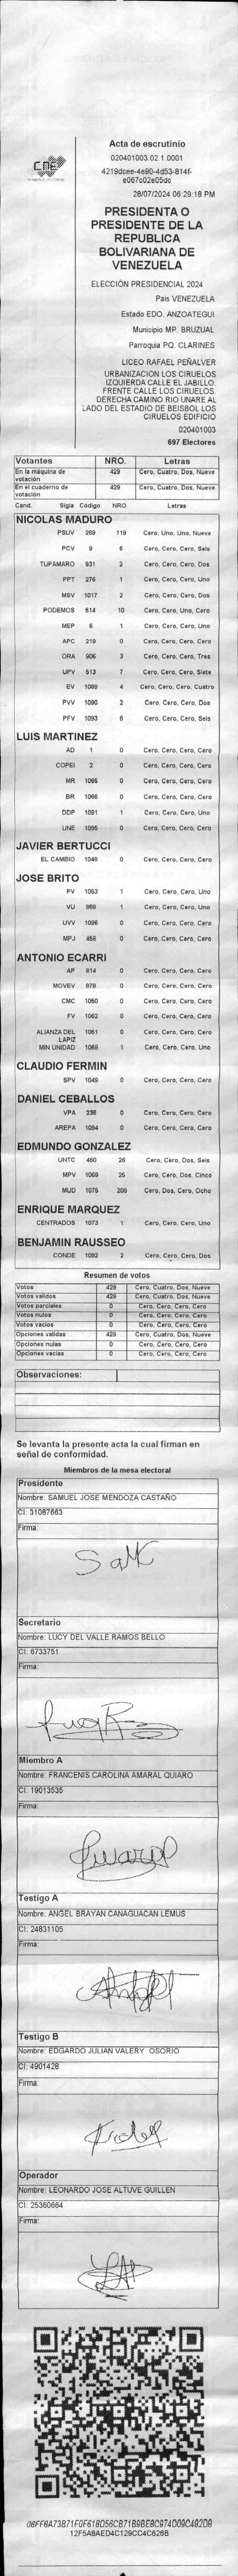 CNE
Acta de escrutinio
020401003.02.1.0001
4219dcee-4e90-4d53-814f-
e067c02e05dc
28/07/2024 06:29:18 PM
PRESIDENTA O
PRESIDENTE DE LA
REPUBLICA
BOLIVARIANA DE
VENEZUELA
ELECCIÓN PRESIDENCIAL 2024
Pais VENEZUELA
Estado EDO. ANZOATEGUI
Municipio MP. BRUZUAL
Parroquia PQ. CLARINES
LICEO RAFAEL PEÑALVER
URBANIZACION LOS CIRUELOS
IZQUIERDA CALLE EL JABILLO.
FRENTE CALLE LOS CIRUELOS.
DERECHA CAMINO RIO UNARE AL
LADO DEL ESTADIO DE BEISBOL LOS
CIRUELOS EDIFICIO
020401003
697 Electores
Votantes NRO. Letras
En la máquina de votación 429 Cero, Cuatro, Dos, Nueve
En el cuaderno de votación 429 Cero, Cuatro, Dos, Nueve
Cand. Sigla Código NRO. Letras
NICOLAS MADURO
PSUV 269 119 Cero, Uno, Uno, Nueve
PCV 9 6 Cero, Cero, Cero, Seis
TUPAMARO 931 2 Cero, Cero, Cero, Dos
PPT 276 1 Cero, Cero, Cero, Uno
MSV 1017 2 Cero, Cero, Cero, Dos
PODEMOS 514 10 Cero, Cero, Uno, Cero
MEP 6 1 Cero, Cero, Cero, Uno
APC 219 0 Cero, Cero, Cero, Cero
ORA 906 3 Cero, Cero, Cero, Tres
UPV 513 7 Cero, Cero, Cero, Siete
EV 1089 4 Cero, Cero, Cero, Cuatro
PVV 1090 2 Cero, Cero, Cero, Dos
PFV 1093 6 Cero, Cero, Cero, Seis
LUIS MARTINEZ
AD 1 0 Cero, Cero, Cero, Cero
COPEI 2 0 Cero, Cero, Cero, Cero
MR 1065 0 Cero, Cero, Cero, Cero
BR 1066 0 Cero, Cero, Cero, Cero
DDP 1091 1 Cero, Cero, Cero, Uno
UNE 1095 0 Cero, Cero, Cero, Cero
JAVIER BERTUCCI
EL CAMBIO 1048 0 Cero, Cero, Cero, Cero
JOSE BRITO
PV 1053 1 Cero, Cero, Cero, Uno
VU 868 1 Cero, Cero, Cero, Uno
UVV 1096 0 Cero, Cero, Cero, Cero
MPJ 458 0 Cero, Cero, Cero, Cero
ANTONIO ECARRI
AP 814 0 Cero, Cero, Cero, Cero
MOVEV 978 0 Cero, Cero, Cero, Cero
CMC 1050 0 Cero, Cero, Cero, Cero
FV 1062 0 Cero, Cero, Cero, Cero
ALIANZA DEL LAPIZ 1051 0 Cero, Cero, Cero, Cero
MIN UNIDAD 1068 1 Cero, Cero, Cero, Uno
CLAUDIO FERMIN
SPV 1049 0 Cero, Cero, Cero, Cero
DANIEL CEBALLOS
VPA 236 0 Cero, Cero, Cero, Cero
AREPA 1094 0 Cero, Cero, Cero, Cero
EDMUNDO GONZALEZ
UNTC 460 26 Cero, Cero, Dos, Seis
MPV 1069 25 Cero, Cero, Dos, Cinco
MUD 1075 208 Cero, Dos, Cero, Ocho
ENRIQUE MARQUEZ
CENTRADOS 1073 1 Cero, Cero, Cero, Uno
BENJAMIN RAUSSEO
CONDE 1092 2 Cero, Cero, Cero, Dos
Resumen de votos
Votos 429 Cero, Cuatro, Dos, Nueve
Votos validos 429 Cero, Cuatro, Dos, Nueve
Votos parciales 0 Cero, Cero, Cero, Cero
Votos nulos 0 Cero, Cero, Cero, Cero
Votos vacios 0 Cero, Cero, Cero, Cero
Opciones validas 429 Cero, Cuatro, Dos, Nueve
Opciones nulas 0 Cero, Cero, Cero, Cero
Opciones vacias 0 Cero, Cero, Cero, Cero
Observaciones:
Se levanta la presente acta la cual firman en
señal de conformidad.
Miembros de la mesa electoral
Presidente
Nombre: SAMUEL JOSE MENDOZA CASTAÑO
CI: 31087663
Firma:
Secretario
Nombre: LUCY DEL VALLE RAMOS BELLO
CI: 6733751
Firma:
Miembro A
Nombre: FRANCENIS CAROLINA AMARAL QUIARO
CI: 19013535
Firma:
Testigo A
Nombre: ANGEL BRAYAN CANAGUACAN LEMUS
CI: 24831105
Firma:
Testigo B
Nombre: EDGARDO JULIAN VALERY OSORIO
CI: 4901428
Firma:
Operador
Nombre: LEONARDO JOSE ALTUVE GUILLEN
CI: 25360664
Firma:
12F5A8AED4C129CC4C626B